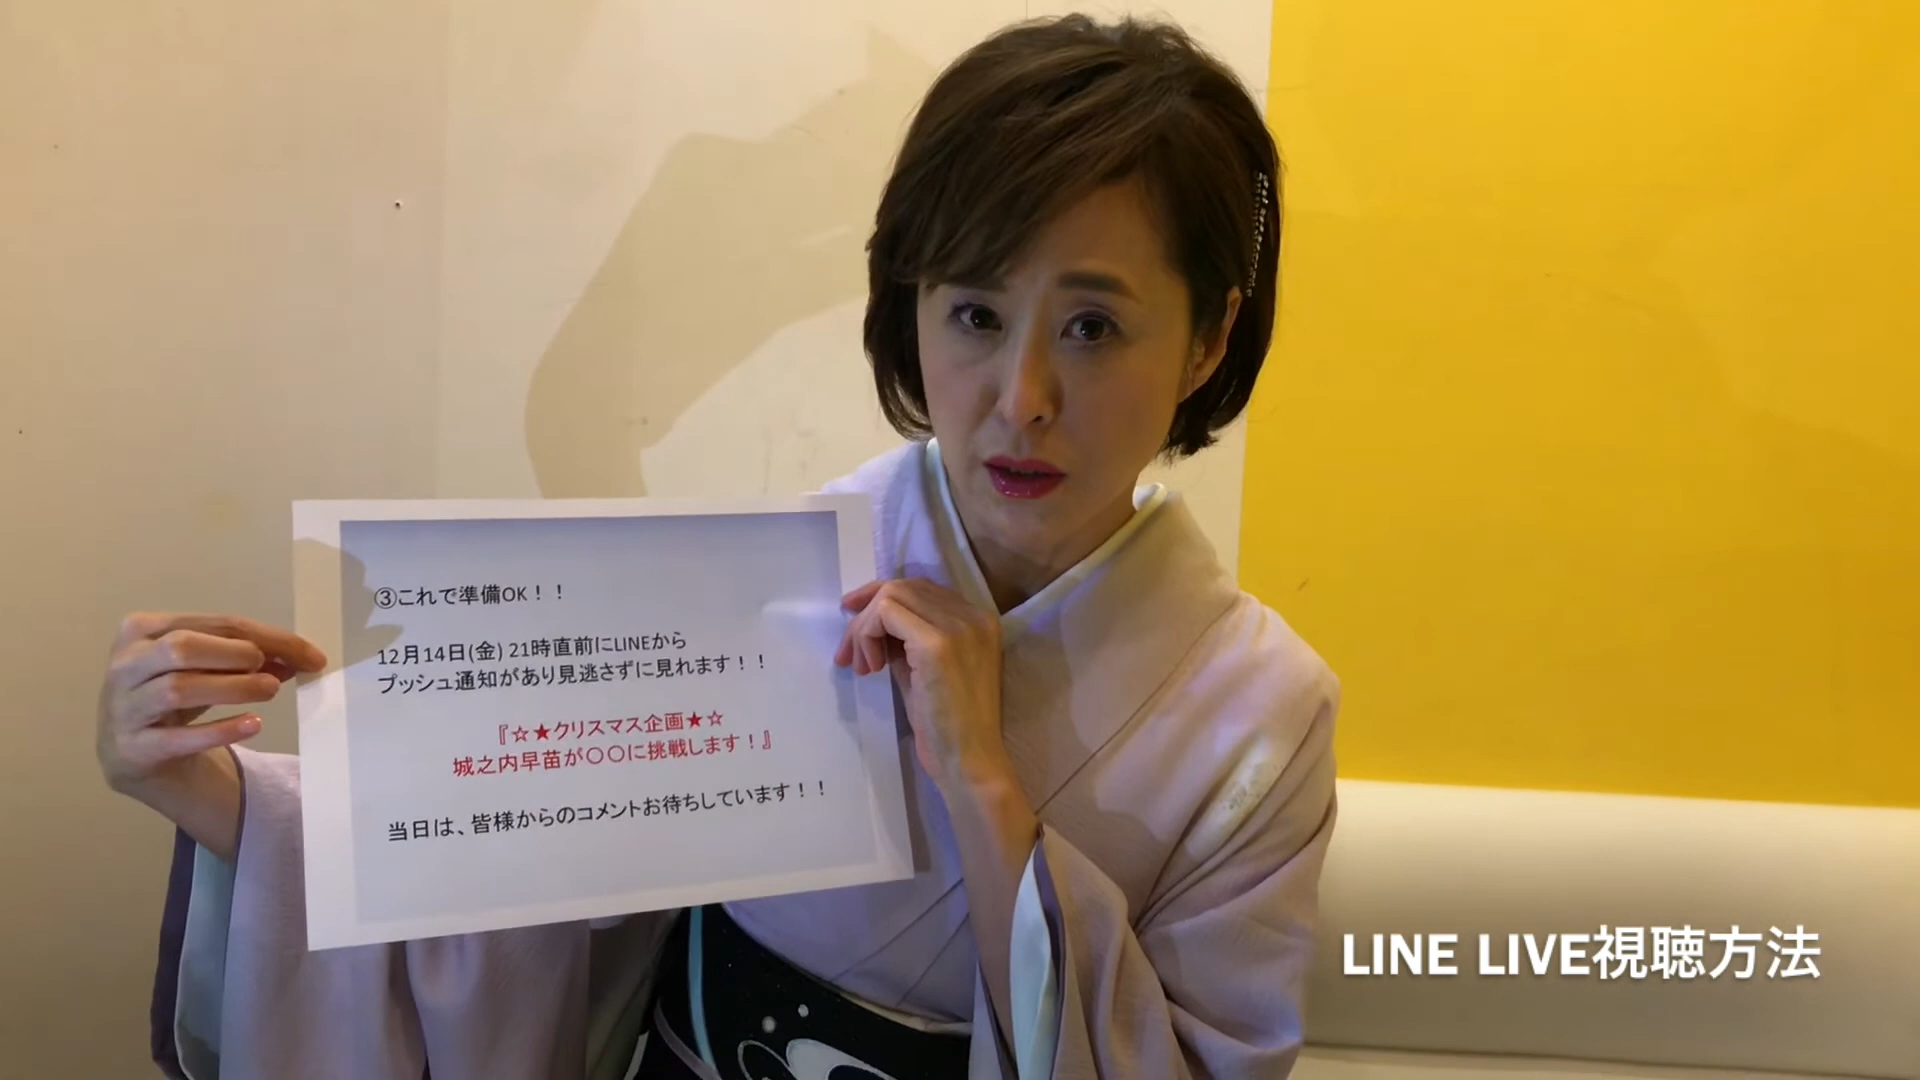 ③これで準備OK！！
12月14日(金) 21時直前にLINEから
プッシュ通知があり見逃さずに見れます！！
『☆★クリスマス企画★☆
城之内早苗が〇〇に挑戦します！』
当日は、皆様からのコメントお待ちしています！！
LINE LIVE視聴方法